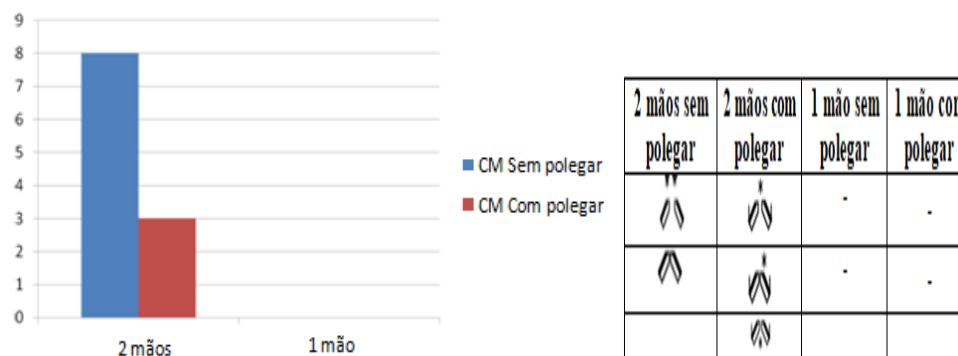 9
8
7
6
5
4
3
2
1
0
2 mãos
1 mão
CM Sem polegar
CM Com polegar
2 mãos sem
polegar
2 mãos com
polegar
1 mão sem
polegar
1 mão
polegar
-
-
-
-